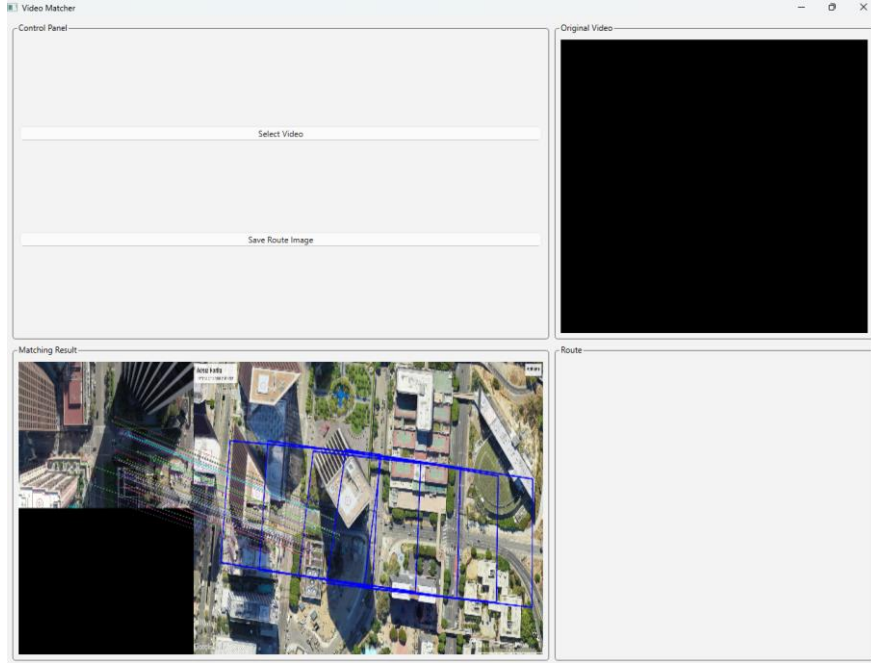 Video Matcher
Control Panel
Original Video
Select Video
Save Route Image
Matching Result
Route